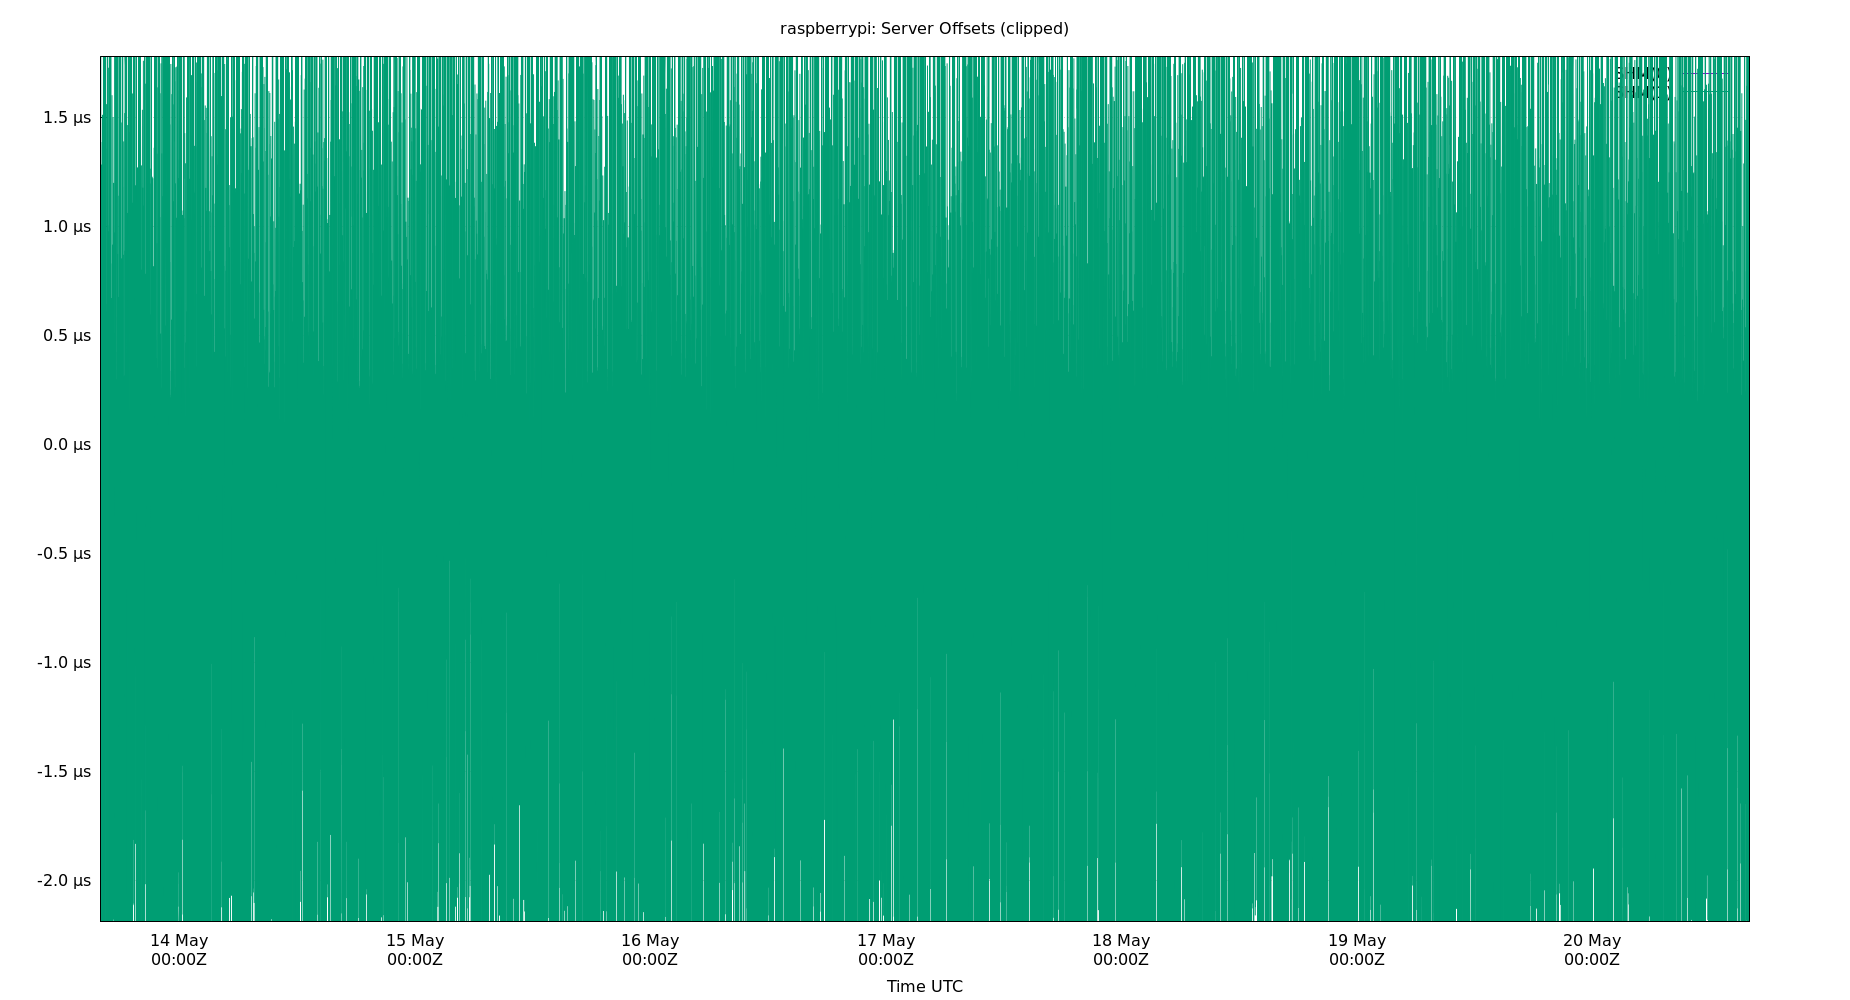 raspberrypi: Server Offsets (clipped)
1.5 µs
1.0 µs
0.5 µs
0.0 µs
-0.5 µs
-1.0 µs
-1.5 µs
-2.0 µs
14 May 15 May 16 May 17 May 18 May 19 May 20 May
00:00Z 00:00Z 00:00Z 00:00Z 00:00Z 00:00Z 00:00Z
Time UTC